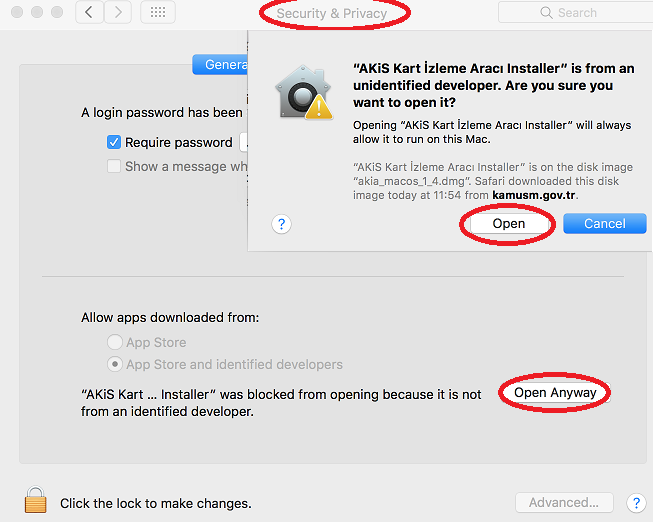 Security & Privacy
Search
Genera
"AKiS Kart İzleme Aracı Installer" is from an
unidentified developer. Are you sure you
want to open it?
Opening "AKiS Kart İzleme Aracı Installer" will always
allow it to run on this Mac.
"AKiS Kart İzleme Aracı Installer" is on the disk image
"akia_macos_1_4.dmg". Safari downloaded this disk
image today at 11:54 from kamusm.gov.tr.
?
Open
Cancel
A login password has been
Require password
Show a message wh
Allow apps downloaded from:
App Store
App Store and identified developers
"AKiS Kart ... Installer" was blocked from opening because it is not
from an identified developer.
Open Anyway
Click the lock to make changes.
Advanced...
?